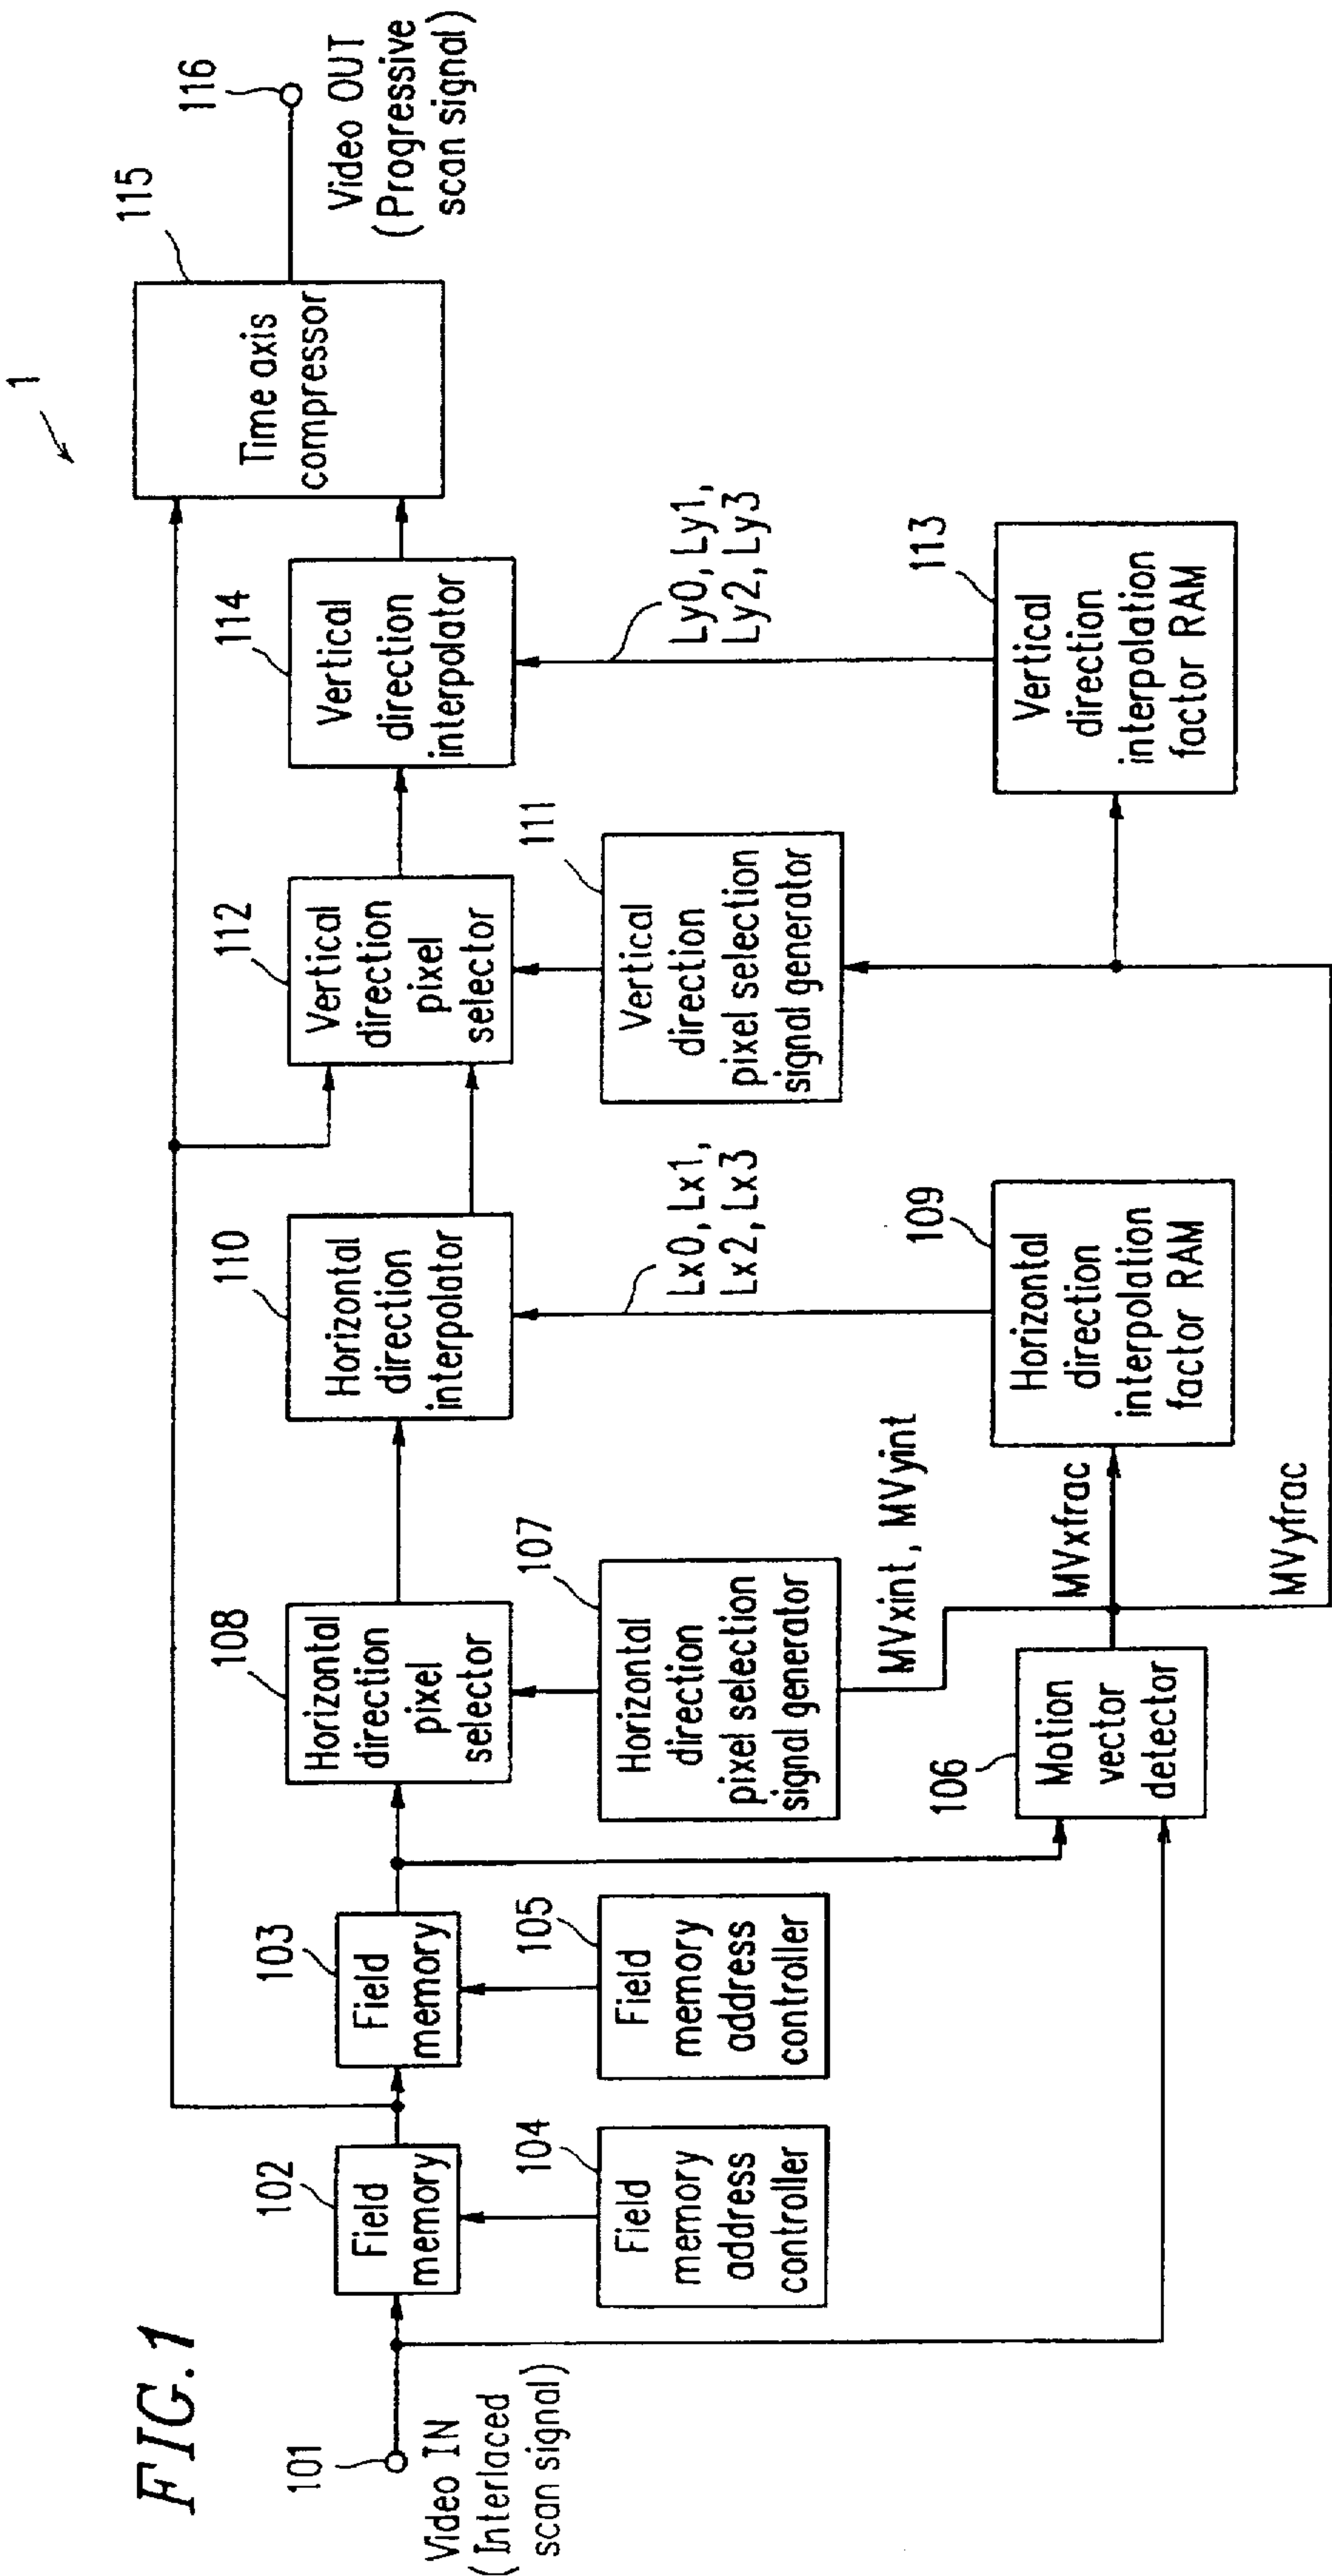 FIG.1
1
101
Video IN
(Interlaced
scan signal)
102
Field
memory
103
Field
memory
104
Field
memory
address
controller
105
Field
memory
address
controller
106
Motion
vector
detector
107
Horizontal
direction
pixel selection
signal generator
108
Horizontal
direction
pixel
selector
MVxint, MVyint
MVxfrac
MVyfrac
109
Horizontal
direction
interpolation
factor RAM
Lx0, Lx1,
Lx2, Lx3
110
Horizontal
direction
interpolator
111
Vertical
direction
pixel selection
signal generator
112
Vertical
direction
pixel
selector
113
Vertical
direction
interpolation
factor RAM
Ly0, Ly1,
Ly2, Ly3
114
Vertical
direction
interpolator
115
Time axis
compressor
116
Video OUT
(Progressive
scan signal)